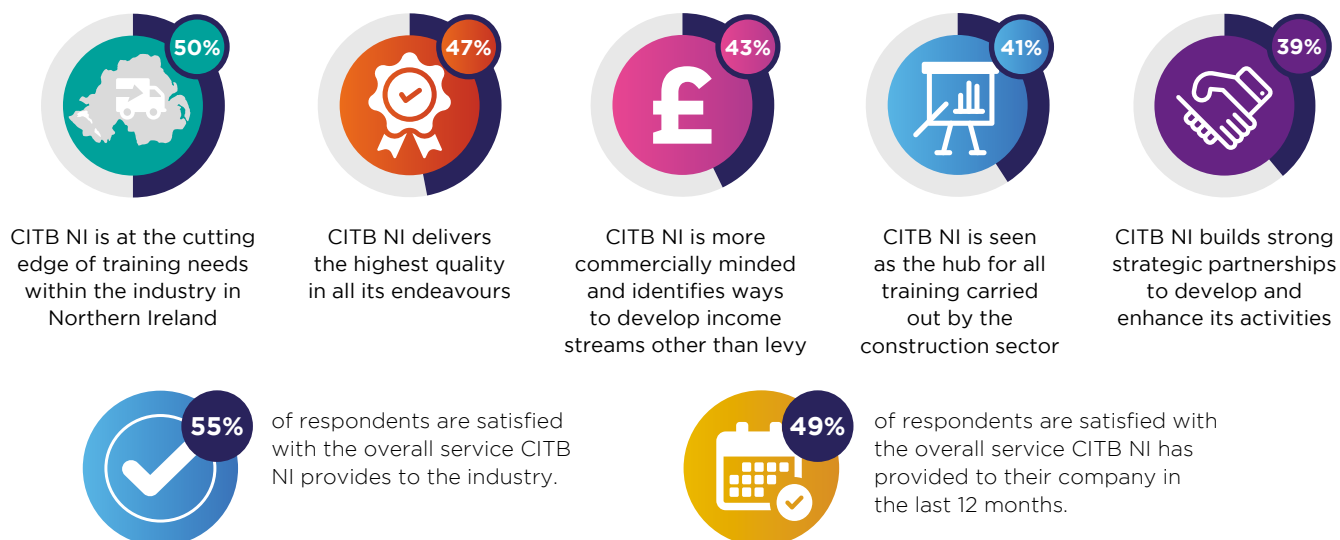 50%
CITB NI is at the cutting
edge of training needs
within the industry in
Northern Ireland
47%
CITB NI delivers
the highest quality
in all its endeavours
43%
£
CITB NI is more
commercially minded
and identifies ways
to develop income
streams other than levy
41%
CITB NI is seen
as the hub for all
training carried
out by the
construction sector
39%
CITB NI builds strong
strategic partnerships
to develop and
enhance its activities
55%
of respondents are satisfied
with the overall service CITB
NI provides to the industry.
49%
of respondents are satisfied with
the overall service CITB NI has
provided to their company in
the last 12 months.